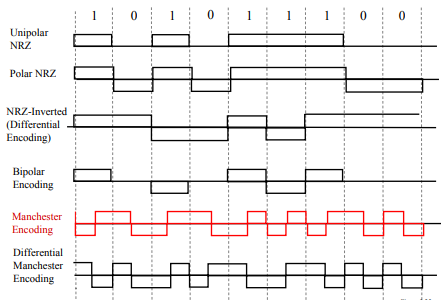 1 0 1 0 1 1 1 0 0
Unipolar
NRZ
Polar NRZ
NRZ-Inverted
(Differential
Encoding)
Bipolar
Encoding
Manchester
Encoding
Differential
Manchester
Encoding